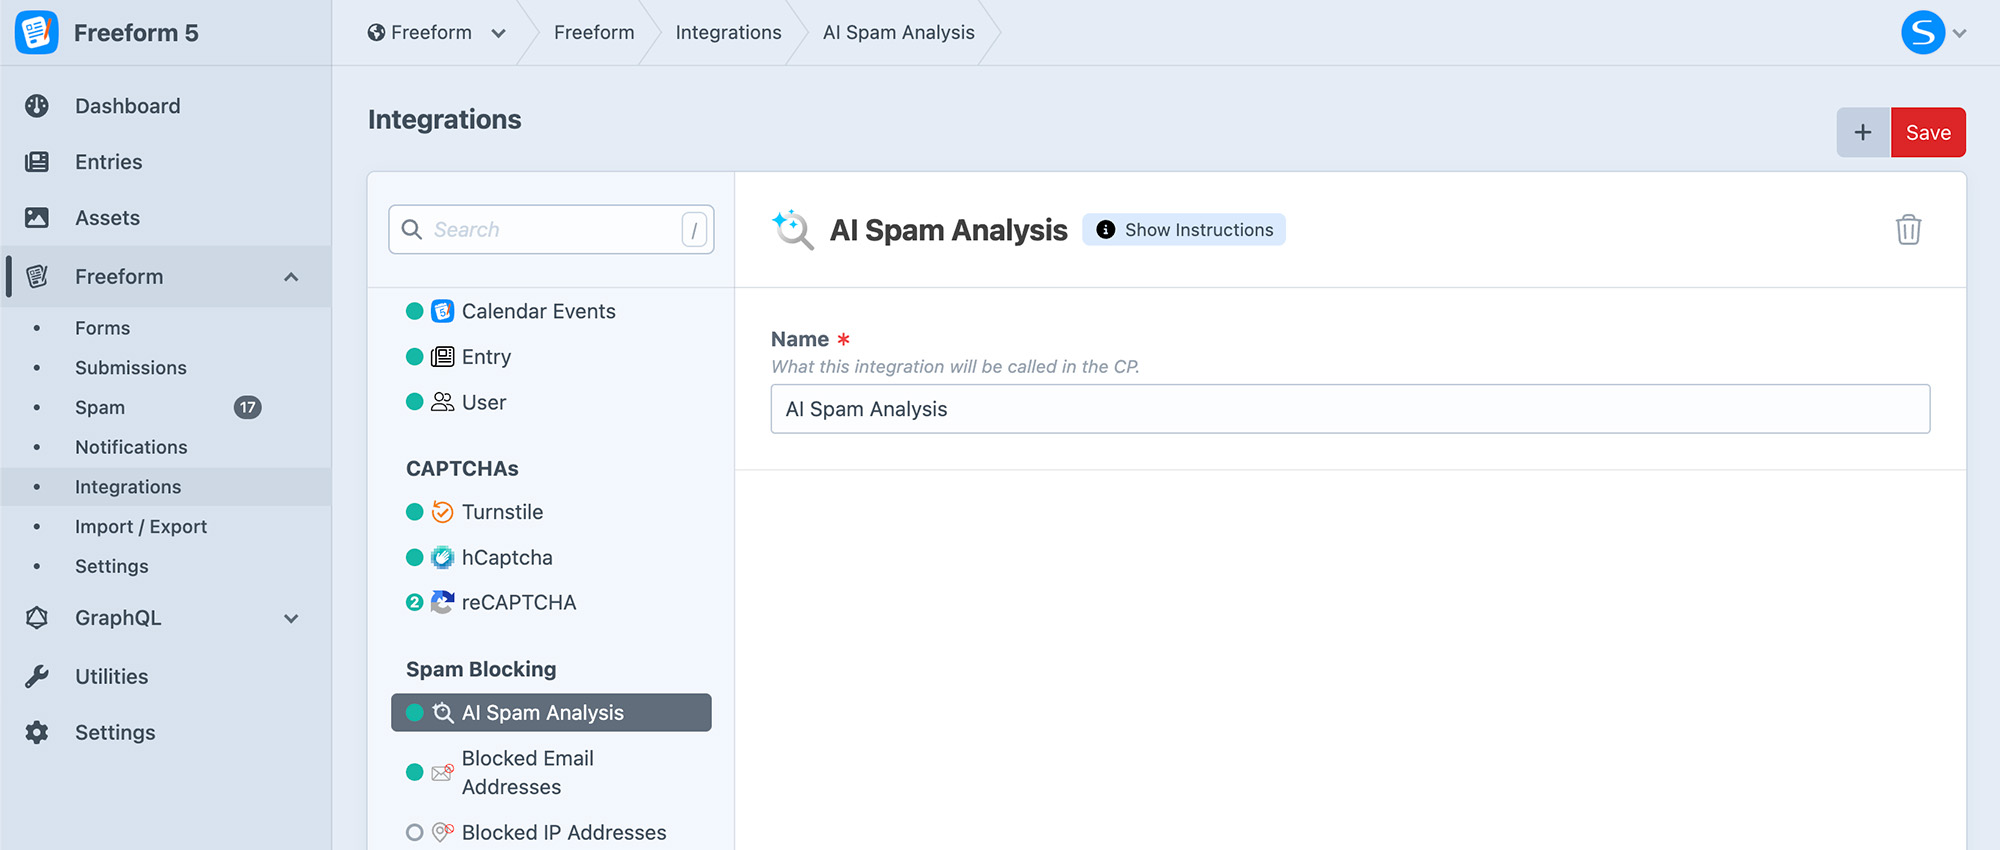 Freeform 5
Freeform
Freeform
Integrations
AI Spam Analysis
S
Dashboard
Entries
Assets
Freeform
Forms
Submissions
Spam 17
Notifications
Integrations
Import / Export
Settings
GraphQL
Utilities
Settings
Integrations
+
Save
Search /
5 Calendar Events
Entry
User
CAPTCHAs
Turnstile
hCaptcha
2 reCAPTCHA
Spam Blocking
AI Spam Analysis
Blocked Email
Addresses
Blocked IP Addresses
AI Spam Analysis
Show Instructions
Name *
What this integration will be called in the CP.
AI Spam Analysis